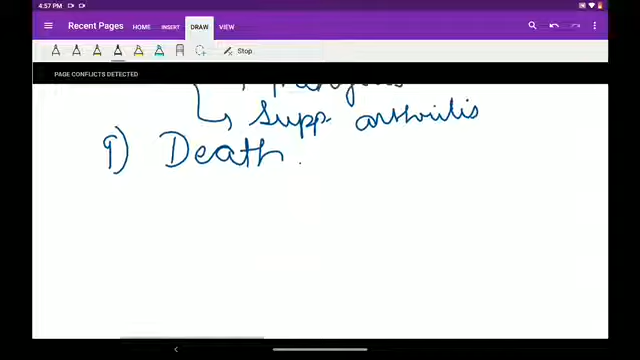 4:57 PM
Recent Pages HOME INSERT DRAW VIEW
Stop
PAGE CONFLICTS DETECTED
Supp. arthritis
9) Death.